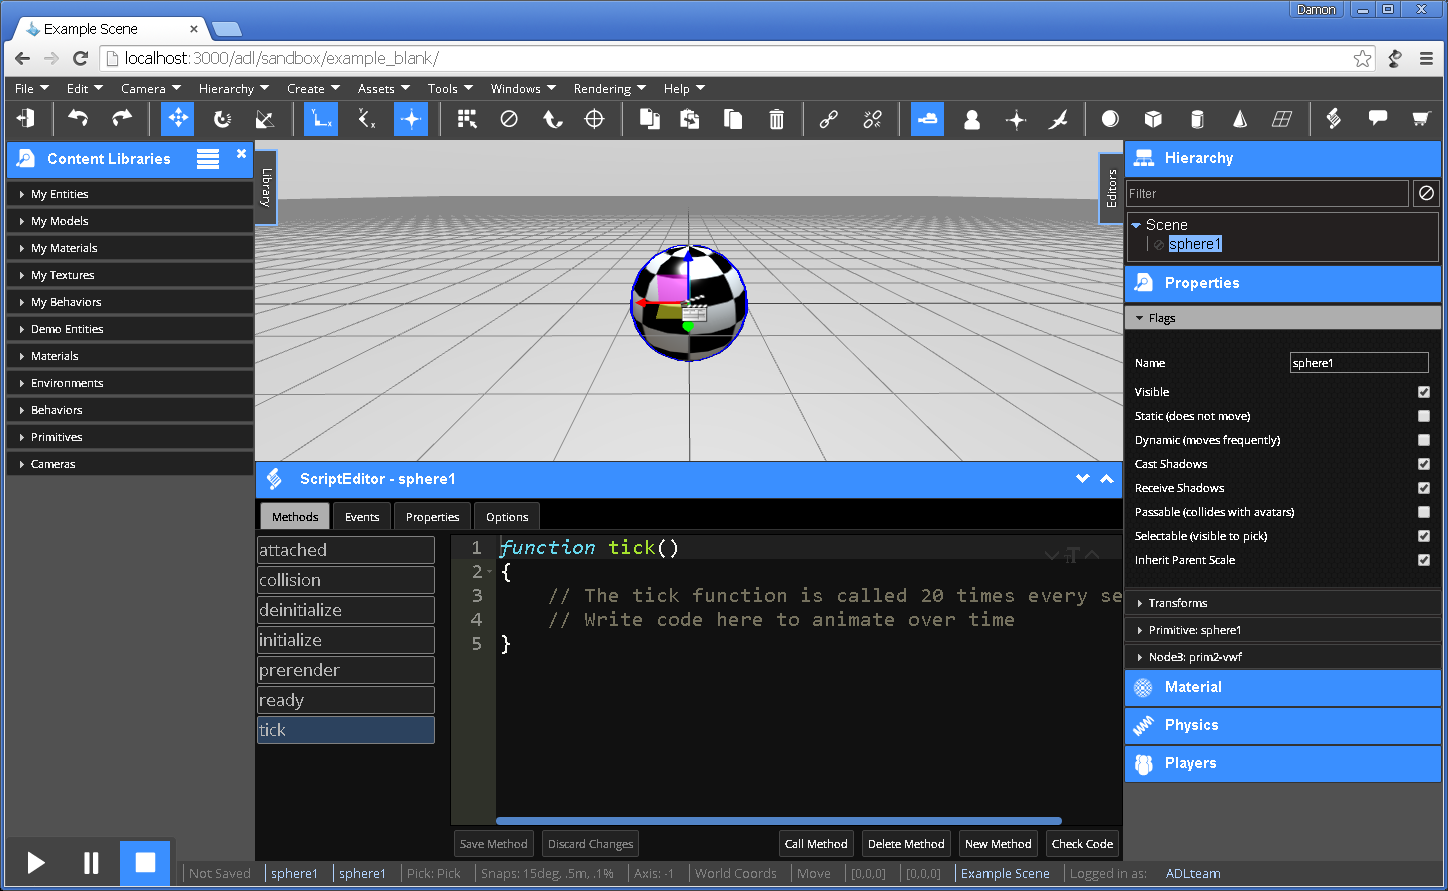 Damon
Example Scene
localhost:3000/adl/sandbox/example_blank/
File Edit Camera Hierarchy Create Assets Tools Windows Rendering Help
Content Libraries
My Entities
My Models
My Materials
My Textures
My Behaviors
Demo Entities
Materials
Environments
Behaviors
Primitives
Cameras
Library
Editors
Hierarchy
Filter
Scene
sphere1
Properties
Flags
Name sphere1
Visible
Static (does not move)
Dynamic (moves frequently)
Cast Shadows
Receive Shadows
Passable (collides with avatars)
Selectable (visible to pick)
Inherit Parent Scale
Transforms
Primitive: sphere1
Node3: prim2-vwf
Material
Physics
Players
ScriptEditor - sphere1
Methods Events Properties Options
attached
collision
deinitialize
initialize
prerender
ready
tick
1 function tick()
2 {
3 // The tick function is called 20 times every se
4 // Write code here to animate over time
5 }
Save Method Discard Changes Call Method Delete Method New Method Check Code
Not Saved sphere1 sphere1 Pick: Pick Snaps: 15deg, .5m, .1% Axis: -1 World Coords Move [0,0,0] [0,0,0] Example Scene Logged in as: ADLteam